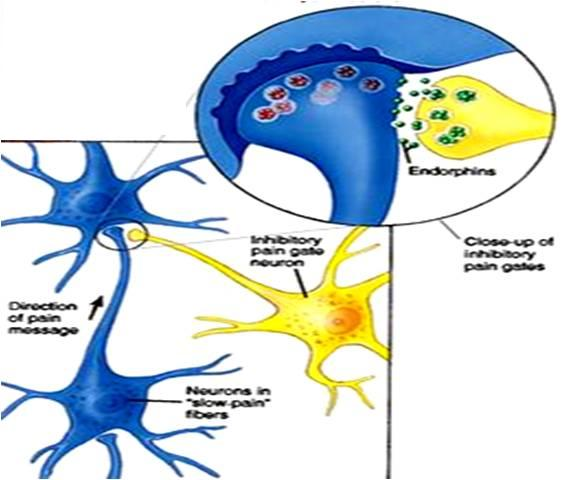 Endorphins
Inhibitory
pain gate
neuron
Close-up of
inhibitory
pain gates
Direction
of pain
message
Neurons in
"slow-pain"
fibers